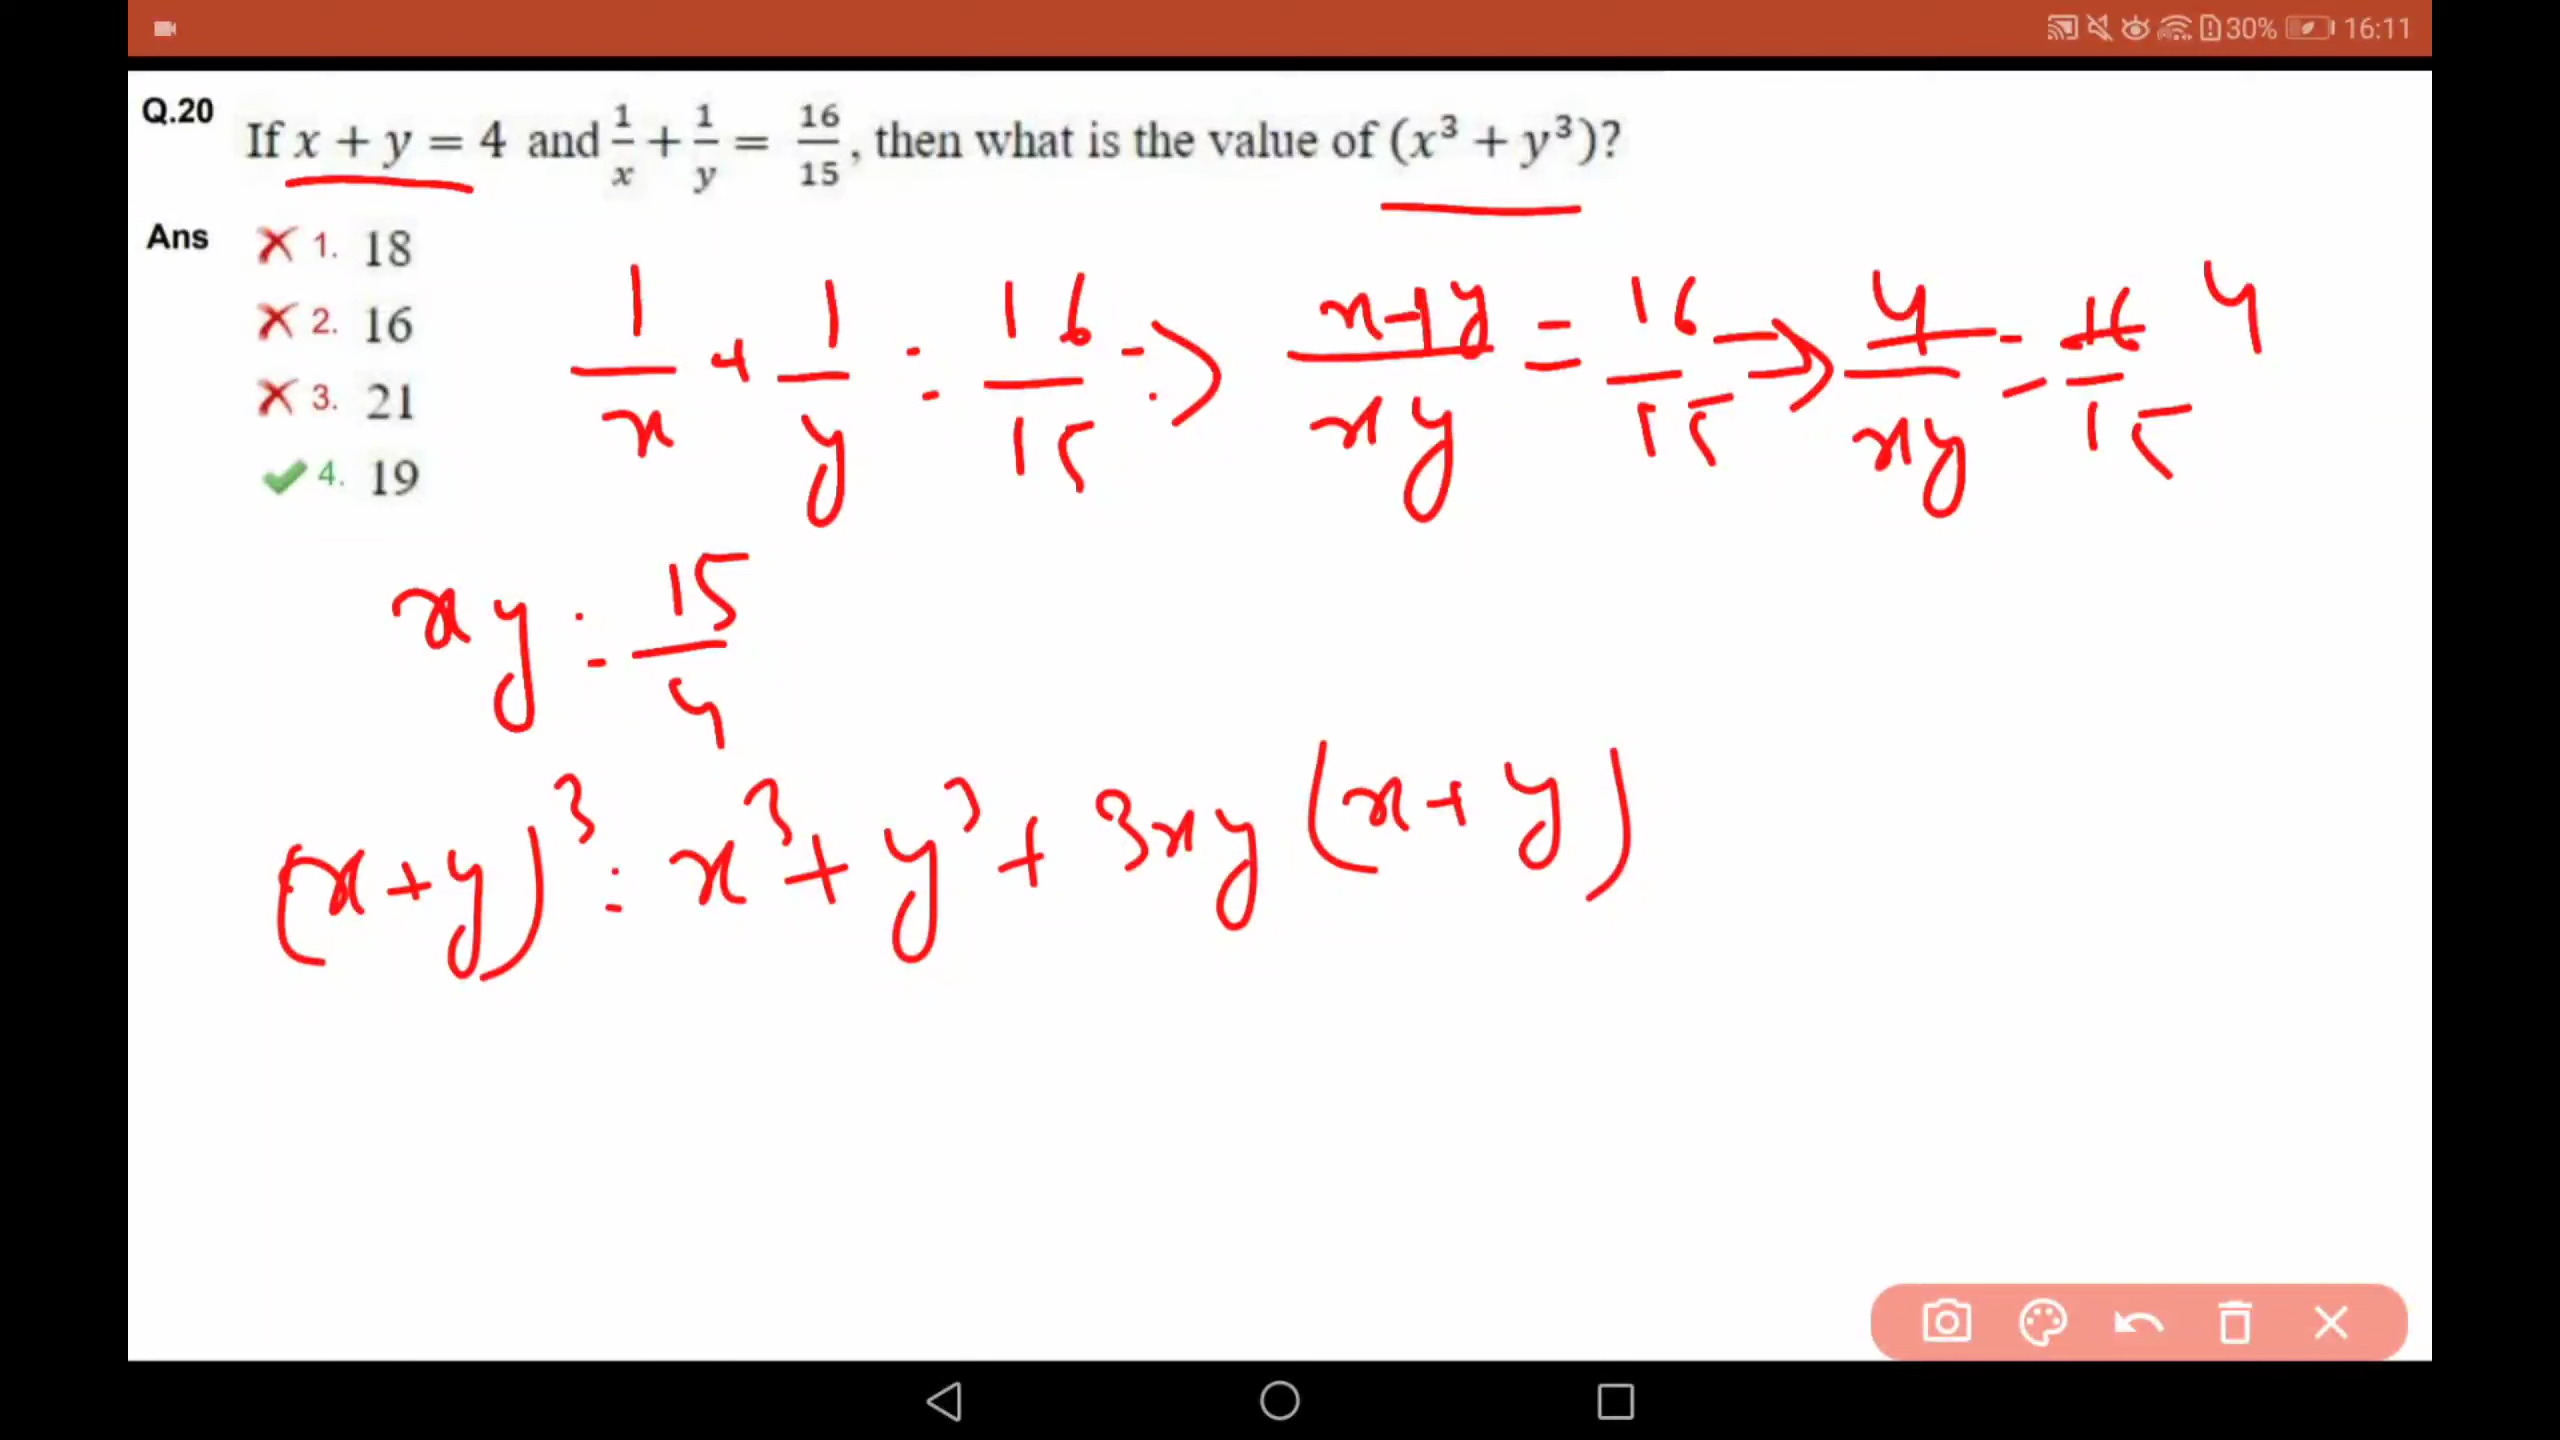 30% 16:11
Q.20 If x + y = 4 and 1/x + 1/y = 16/15, then what is the value of (x³ + y³)?
Ans 1. 18
2. 16
3. 21
4. 19
1/x + 1/y = 16/15 => x+y/xy = 16/15 => 4/xy = 16/15 4
xy = 15/4
(x+y)³ = x³ + y³ + 3xy (x+y)